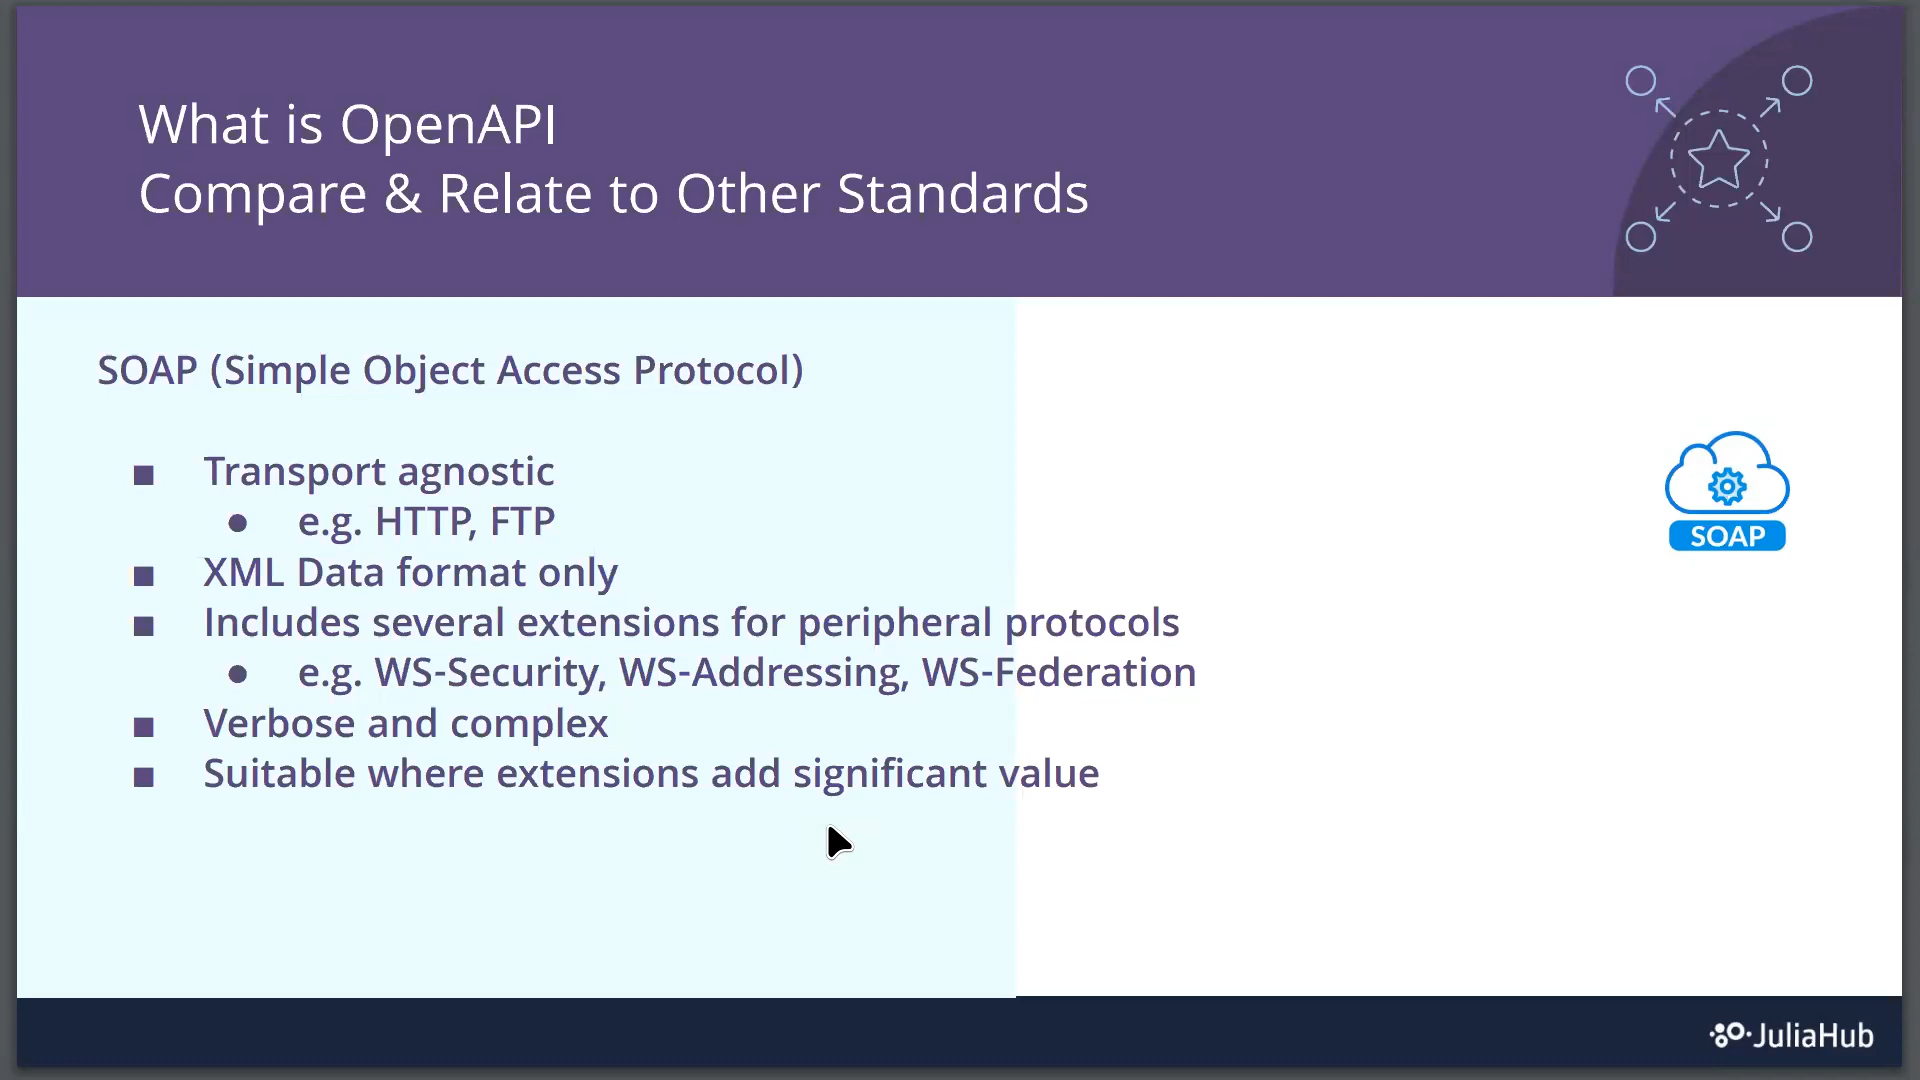 What is OpenAPI
Compare & Relate to Other Standards
SOAP (Simple Object Access Protocol)
■ Transport agnostic
● e.g. HTTP, FTP
■ XML Data format only
■ Includes several extensions for peripheral protocols
● e.g. WS-Security, WS-Addressing, WS-Federation
■ Verbose and complex
■ Suitable where extensions add significant value
SOAP
JuliaHub